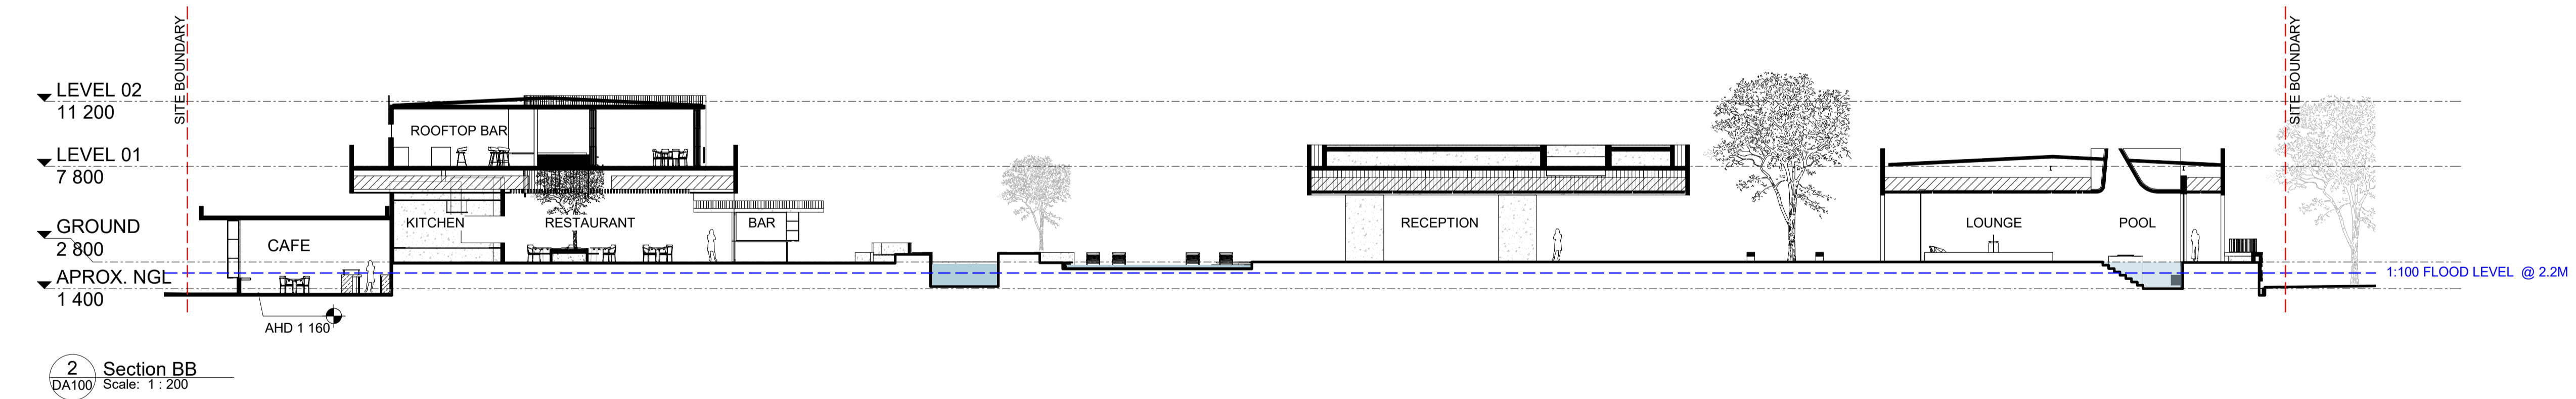 SITE BOUNDARY
SITE BOUNDARY
LEVEL 02
11 200
ROOFTOP BAR
LEVEL 01
7 800
GROUND
2 800
CAFE
KITCHEN
RESTAURANT
BAR
RECEPTION
LOUNGE
POOL
APROX. NGL
1 400
1:100 FLOOD LEVEL @ 2.2M
AHD 1 160
2
DA100
Section BB
Scale: 1 : 200